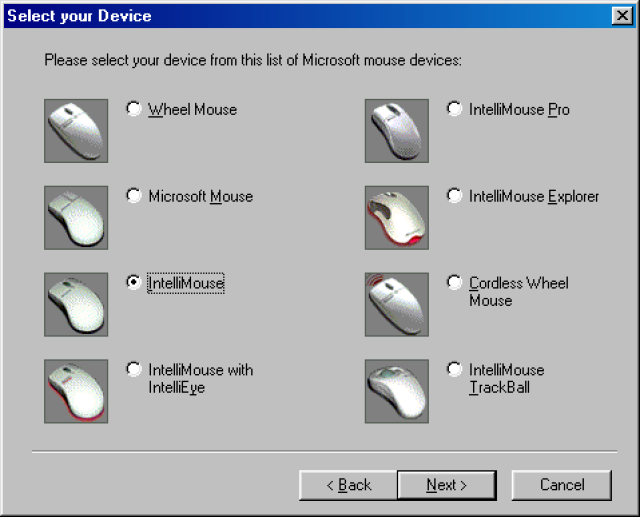 Select your Device
Please select your device from this list of Microsoft mouse devices:
Wheel Mouse
Microsoft Mouse
IntelliMouse
IntelliMouse with
IntelliEye
IntelliMouse Pro
IntelliMouse Explorer
Cordless Wheel
Mouse
IntelliMouse
TrackBall
< Back
Next >
Cancel